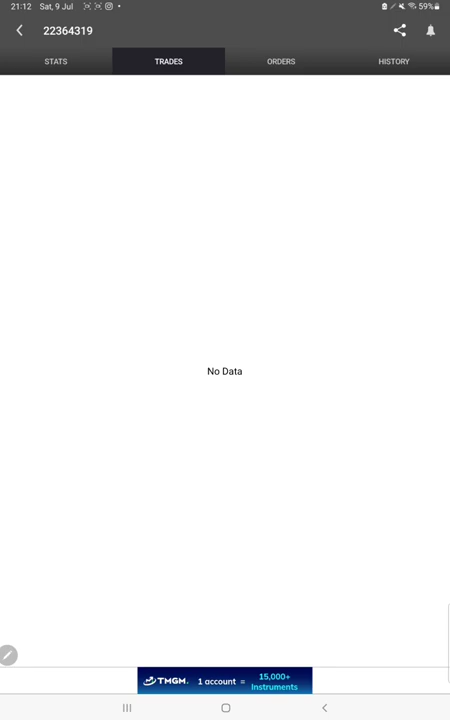 21:12 Sat, 9 Jul 59%
22364319
STATS TRADES ORDERS HISTORY
No Data
TMGM. 1 account = 15,000+
Instruments